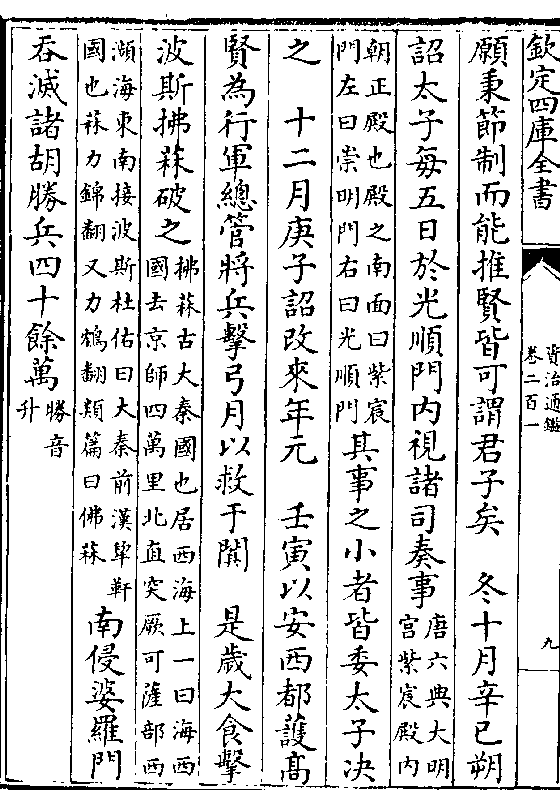 欽定四庫全書
資治通鑑
卷二百一
九
願秉節制而能推賢皆可謂君子矣　冬十月辛巳朔
詔太子每五日於光順門內視諸司奏事
唐六典大明
宮紫宸殿內
朝正殿也殿之南面曰紫宸
門左曰崇明門右曰光順門
其事之小者皆委太子決
之　十二月庚子詔改來年元　壬寅以安西都護髙
賢為行軍總管將兵擊弓月以救于闐　是歲大食擊
波斯拂菻破之
拂菻古大秦國也居西海上一曰海西
國去京師四萬里北直突厥可薩部西
瀕海東南接波斯杜佑曰大秦前漢犂軒
國也菻力錦翻又力鵃翻類篇曰佛菻
南侵婆羅門
吞滅諸胡勝兵四十餘萬
勝音
升